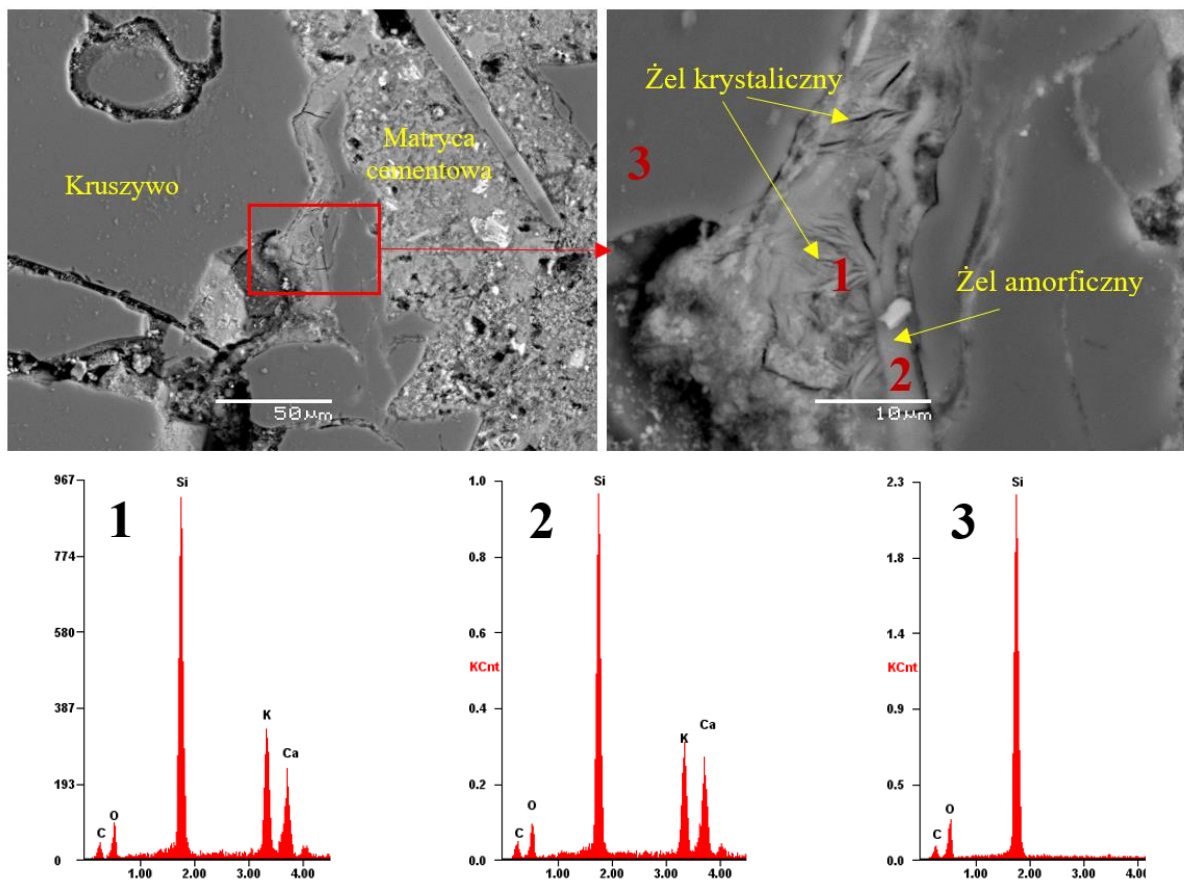 Kruszywo
Matryca
cementowa
50μm
Żel krystaliczny
3
1
Żel amorficzny
2
10μm
1
967
774
580
387
193
0
C
O
Si
K
Ca
1.00
2.00
3.00
4.00
2
1.0
0.8
0.6
KCnt
0.4
0.2
0.0
C
O
Si
K
Ca
1.00
2.00
3.00
4.00
3
2.3
1.8
1.4
KCnt
0.9
0.5
0.0
C
O
Si
1.00
2.00
3.00
4.00